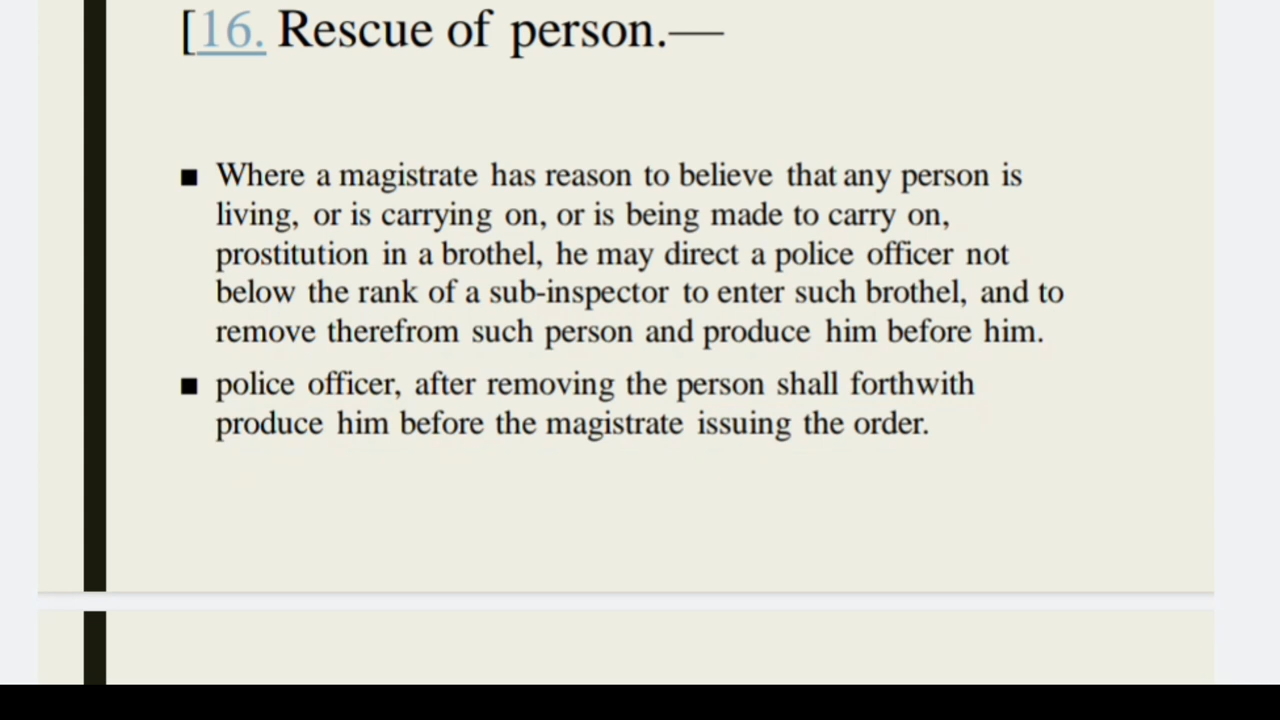 [16. Rescue of person.—
■ Where a magistrate has reason to believe that any person is
living, or is carrying on, or is being made to carry on,
prostitution in a brothel, he may direct a police officer not
below the rank of a sub-inspector to enter such brothel, and to
remove therefrom such person and produce him before him.
■ police officer, after removing the person shall forthwith
produce him before the magistrate issuing the order.